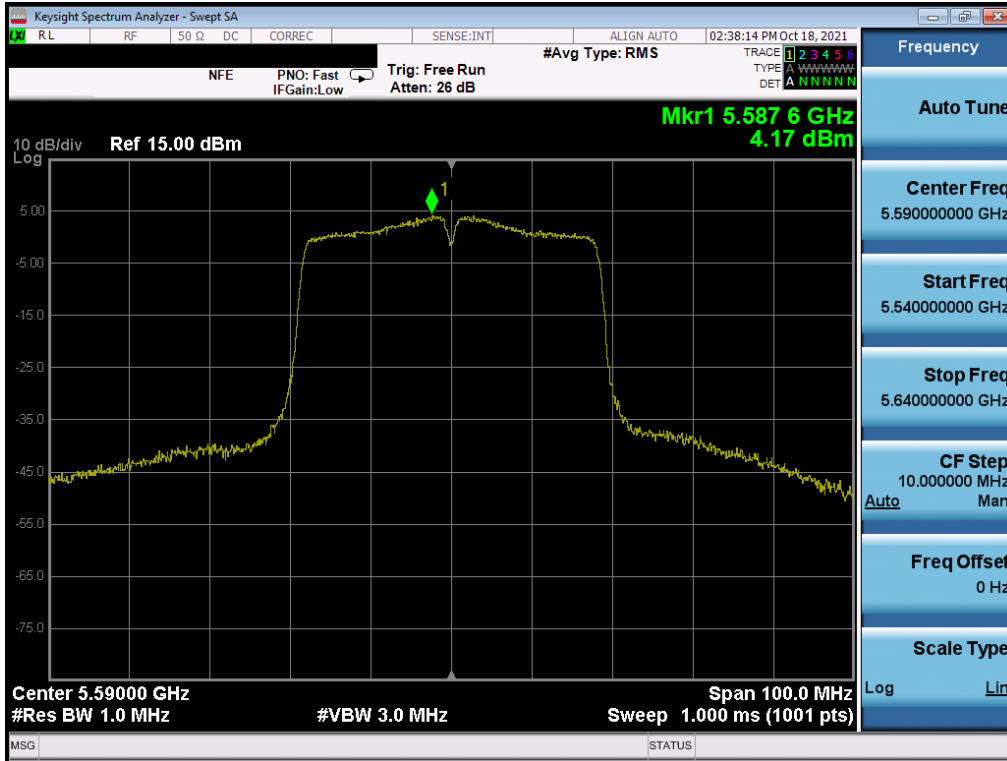 Keysight Spectrum Analyzer - Swept SA
LXI RL RF 50 Ω DC CORREC SENSE:INT ALIGN AUTO 02:38:14 PM Oct 18, 2021
NFE PNO: Fast Trig: Free Run #Avg Type: RMS TRACE 1 2 3 4 5 6
IFGain:Low Atten: 26 dB TYPE A WWWWW
DET A N N N N N
Mkr1 5.587 6 GHz
4.17 dBm
10 dB/div Ref 15.00 dBm
Log
1
5.00
-5.00
-15.0
-25.0
-35.0
-45.0
-55.0
-65.0
-75.0
Center 5.59000 GHz Span 100.0 MHz
#Res BW 1.0 MHz #VBW 3.0 MHz Sweep 1.000 ms (1001 pts)
MSG STATUS
Frequency
Auto Tune
Center Freq
5.590000000 GHz
Start Freq
5.540000000 GHz
Stop Freq
5.640000000 GHz
CF Step
10.000000 MHz
Auto Man
Freq Offset
0 Hz
Scale Type
Log Lin